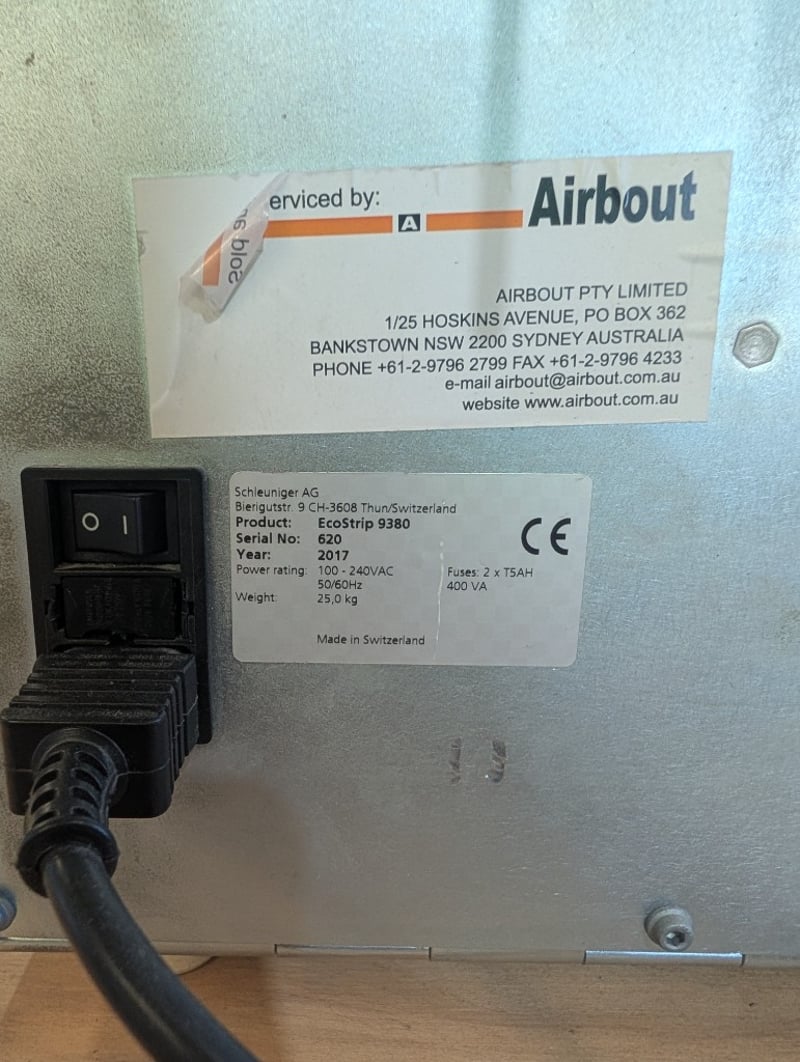 Sold an
erviced by:
A
Airbout
AIRBOUT PTY LIMITED
1/25 HOSKINS AVENUE, PO BOX 362
BANKSTOWN NSW 2200 SYDNEY AUSTRALIA
PHONE +61-2-9796 2799 FAX +61-2-9796 4233
e-mail airbout@airbout.com.au
website www.airbout.com.au
O I
Schleuniger AG
Bierigutstr. 9 CH-3608 Thun/Switzerland
Product: EcoStrip 9380
Serial No: 620
Year: 2017
CE
Power rating: 100 - 240VAC Fuses: 2 x T5AH
50/60Hz 400 VA
Weight: 25,0 kg
Made in Switzerland